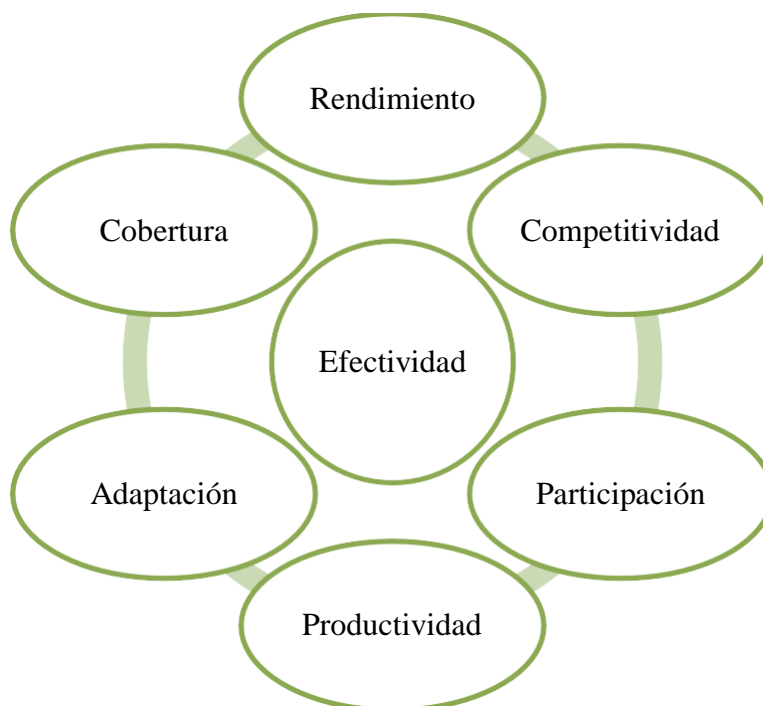 Rendimiento
Cobertura
Competitividad
Efectividad
Adaptación
Participación
Productividad